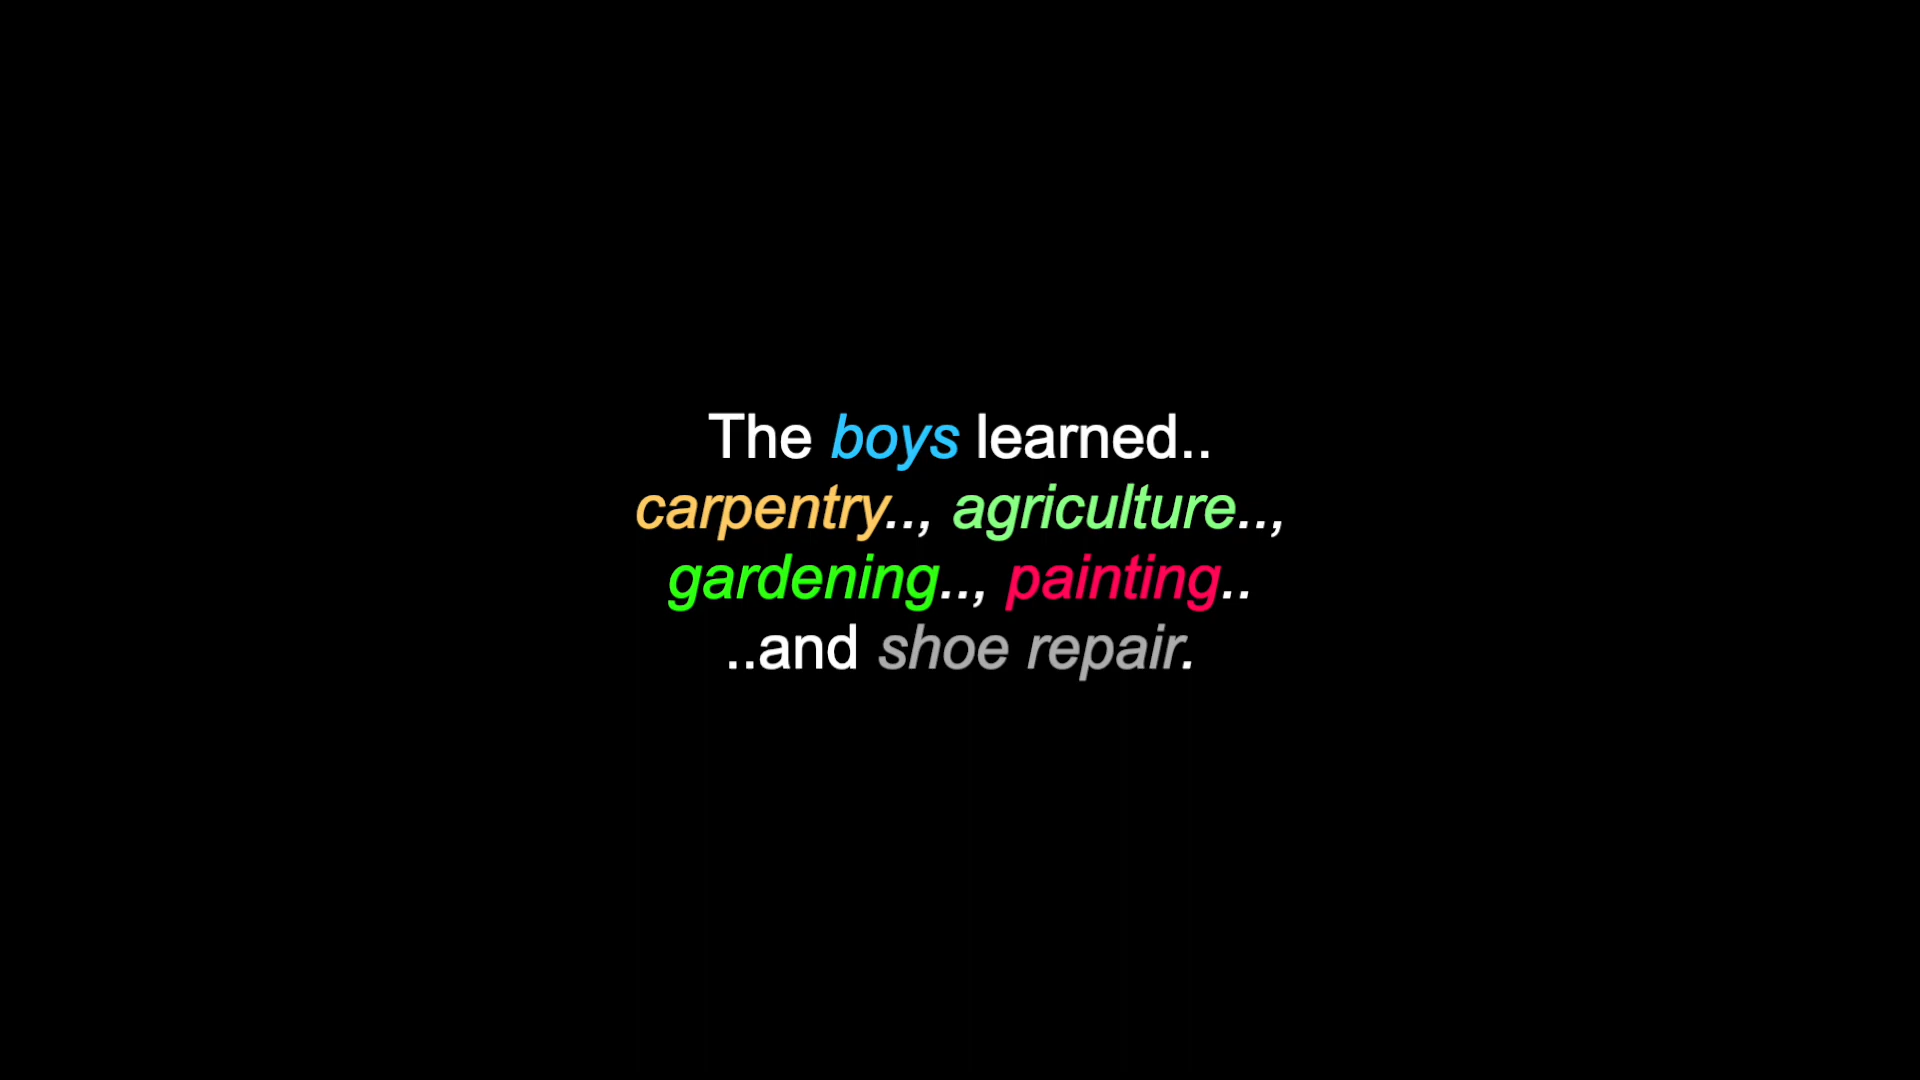 The boys learned..
carpentry.., agriculture..,
gardening.., painting..
..and shoe repair.